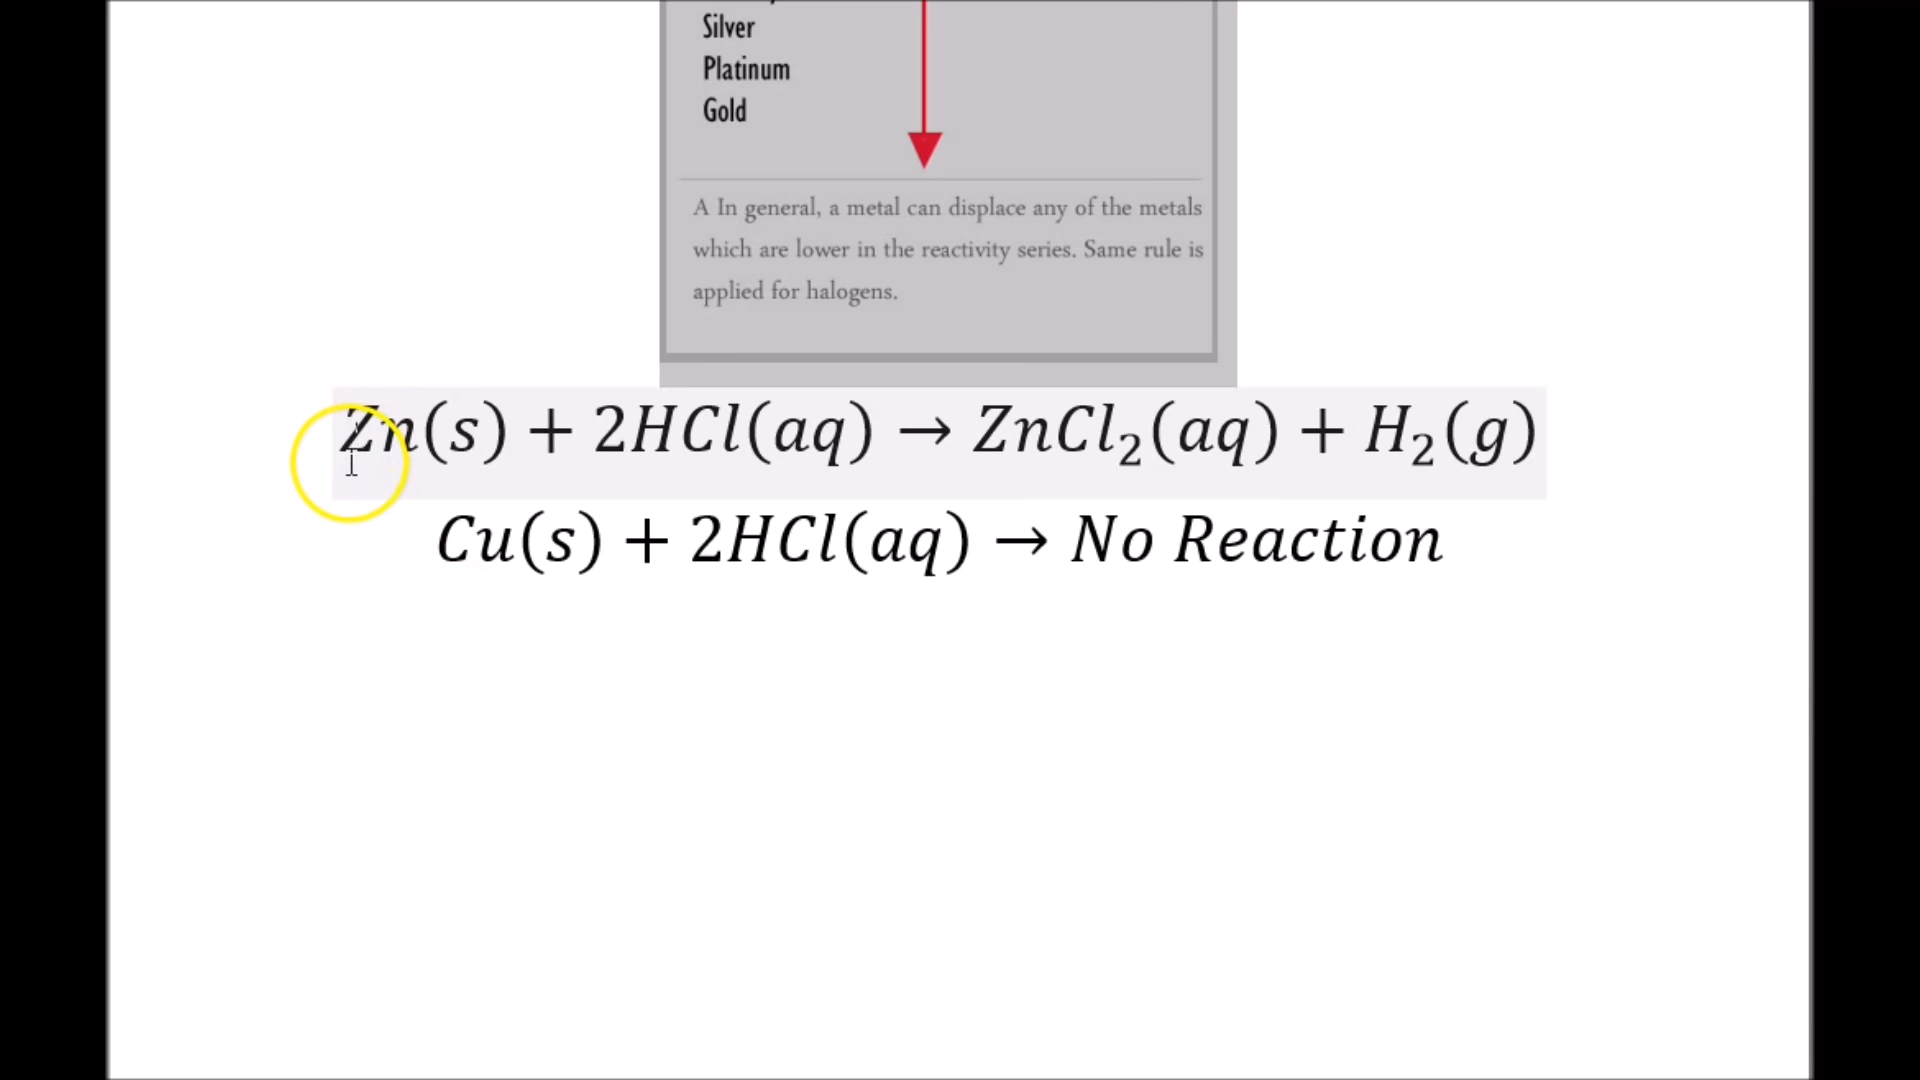 Silver
Platinum
Gold
A In general, a metal can displace any of the metals
which are lower in the reactivity series. Same rule is
applied for halogens.
Zn(s) + 2HCl(aq) → ZnCl₂(aq) + H₂(g)
Cu(s) + 2HCl(aq) → No Reaction